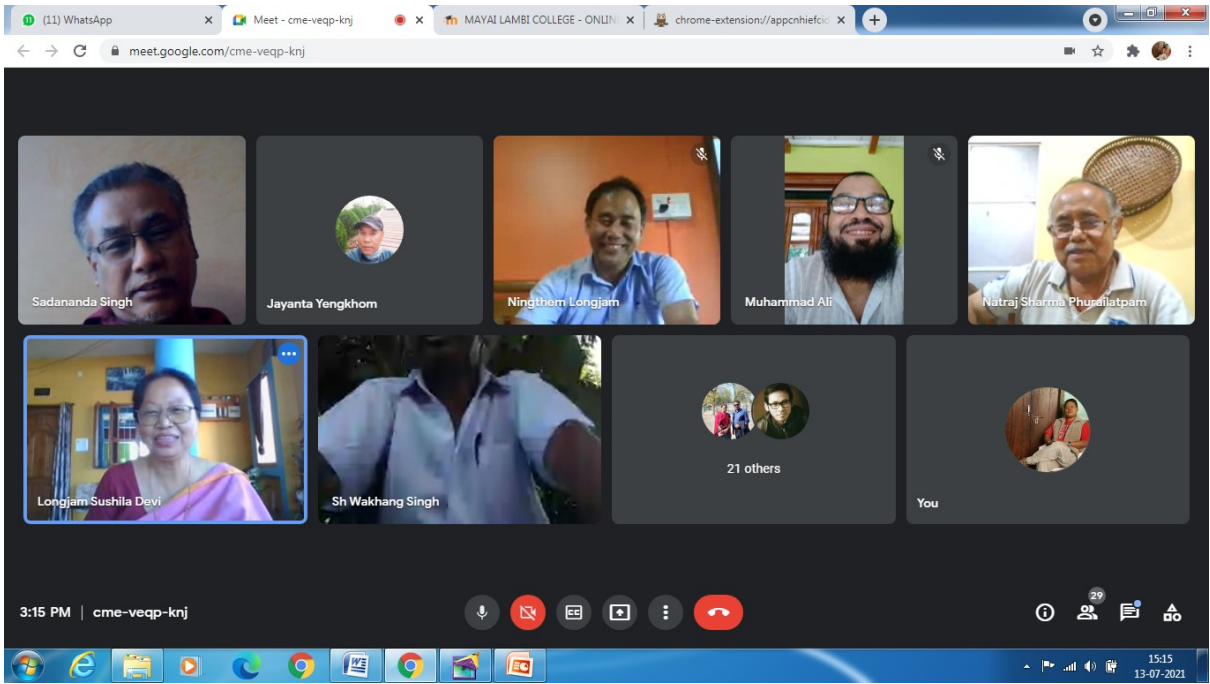 (11) WhatsApp
Meet - cme-veqp-knj
MAYAI LAMBI COLLEGE - ONLIN
chrome-extension://appcnhiefcid
meet.google.com/cme-veqp-knj
Sadananda Singh
Jayanta Yengkhom
Ningthem Longjam
Muhammad Ali
Natraj Sharma Phurailatpam
Longjam Sushila Devi
Sh Wakhang Singh
21 others
You
3:15 PM | cme-veqp-knj
29
15:15
13-07-2021